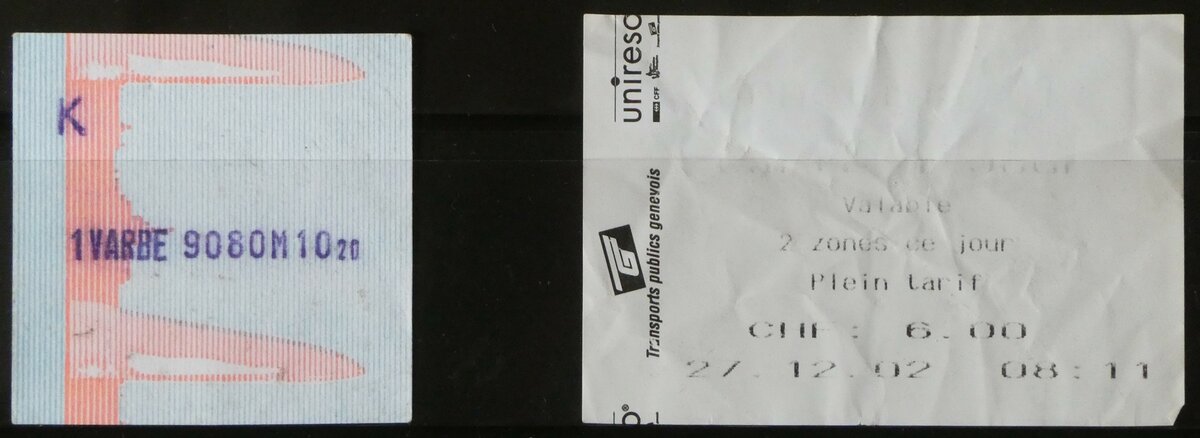 K
1VARBE 9080M1020
unireso
CFF
Transports publics genevois
Valable
2 zones ce jour
Plein tarif
CHF: 6.00
27.12.02 08:11